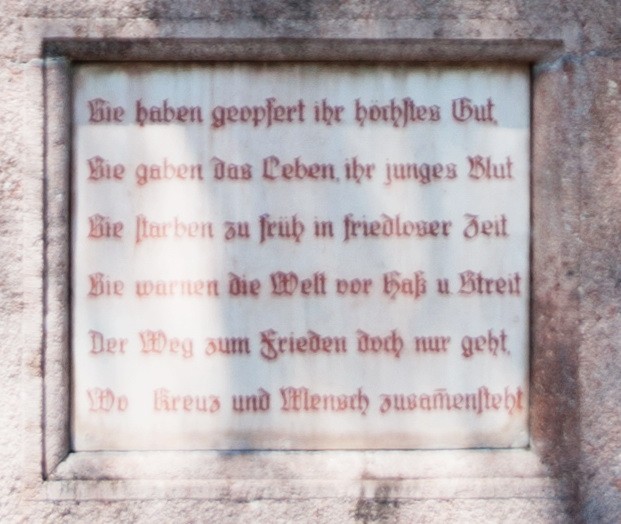 Sie haben geopfert ihr höchstes Gut,
Sie gaben das Leben, ihr junges Blut
Sie starben zu früh in friedloser Zeit
Sie warnen die Welt vor Haß u. Streit
Der Weg zum Frieden doch nur geht,
Wo Kreuz und Mensch zusam̅ensteht